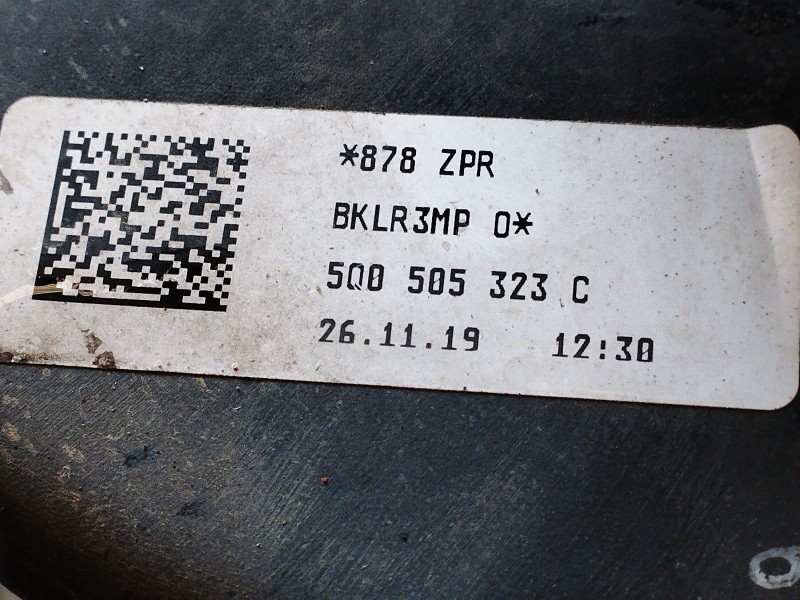 *878 ZPR
BKLR3MP 0*
5Q0 505 323 C
26.11.19 12:30